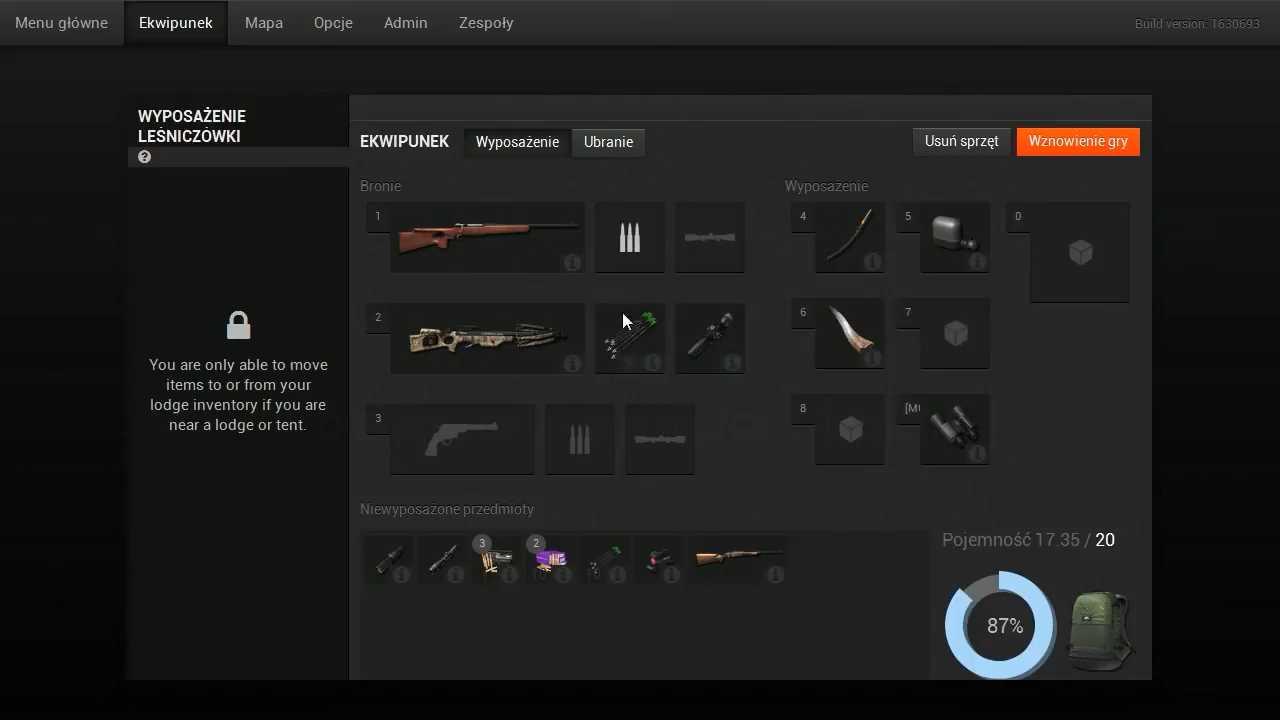 Menu główne Ekwipunek Mapa Opcje Admin Zespoły Build version: 1630693
WYPOSAŻENIE
LEŚNICZÓWKI
?
You are only able to move
items to or from your
lodge inventory if you are
near a lodge or tent.
EKWIPUNEK Wyposażenie Ubranie Usuń sprzęt Wznowienie gry
Bronie Wyposażenie
1 4 5 0
2 6 7
9
3 8 [M
Niewyposażone przedmioty
3 2
Pojemność 17.35 / 20
87%